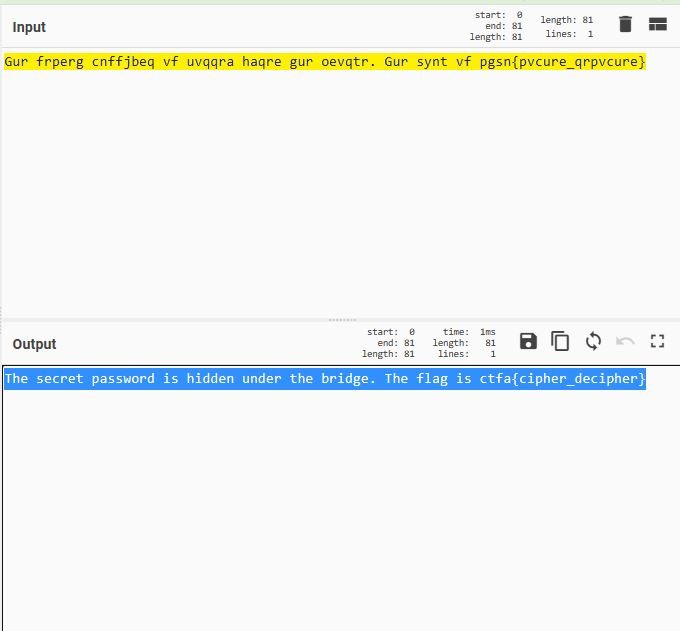 Input
start: 0
end: 81
length: 81
length: 81
lines: 1
Gur frperg cnffjbeq vf uvqqra haqre gur oevqtr. Gur synt vf pgsn{pvcure_qrpvcure}
Output
start: 0
end: 81
length: 81
time: 1ms
length: 81
lines: 1
The secret password is hidden under the bridge. The flag is ctfa{cipher_decipher}